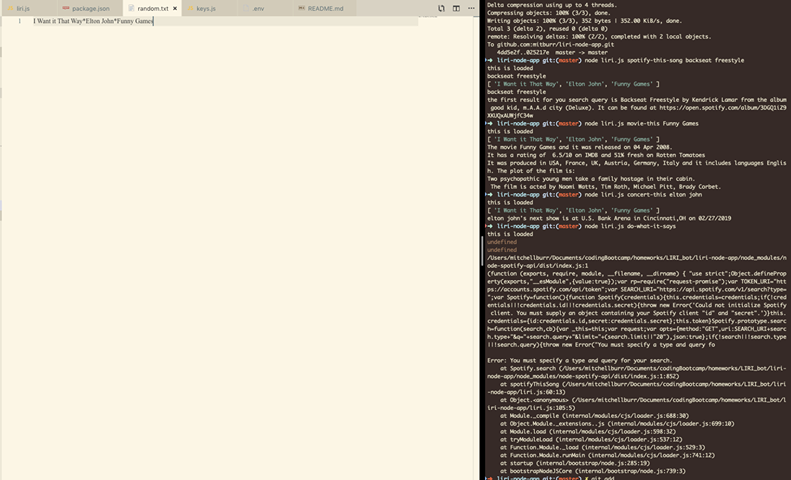 liri.js package.json random.txt × keys.js .env README.md
1 I Want it That Way*Elton John*Funny Games
Delta compression using up to 4 threads.
Compressing objects: 100% (3/3), done.
Writing objects: 100% (3/3), 352 bytes | 352.00 KiB/s, done.
Total 3 (delta 2), reused 0 (delta 0)
remote: Resolving deltas: 100% (2/2), completed with 2 local objects.
To github.com:mitburr/liri-node-app.git
4dd5e2f..025217e master -> master
➜ liri-node-app git:(master) node liri.js spotify-this-song backseat freestyle
this is loaded
backseat freestyle
[ 'I Want it That Way', 'Elton John', 'Funny Games' ]
backseat freestyle
the first result for you search query is Backseat Freestyle by Kendrick Lamar from the album
good kid, m.A.A.d city (Deluxe). It can be found at https://open.spotify.com/album/
➜ liri-node-app git:(master) node liri.js movie-this Funny Games
this is loaded
[ 'I Want it That Way', 'Elton John', 'Funny Games' ]
The movie Funny Games and it was released on 04 Apr 2008.
It has a rating of 6.5/10 on IMDB and 51% fresh on Rotten Tomatoes
It was produced in USA, France, UK, Austria, Germany, Italy and it includes languages Englis
h. The plot of the film is:
Two psychopathic young men take a family hostage in their cabin.
The film is acted by Naomi Watts, Tim Roth, Michael Pitt, Brady Corbet.
➜ liri-node-app git:(master) node liri.js concert-this elton john
this is loaded
[ 'I Want it That Way', 'Elton John', 'Funny Games' ]
elton john's next show is at U.S. Bank Arena in Cincinnati,OH on 02/27/2019
➜ liri-node-app git:(master) node liri.js do-what-it-says
this is loaded
undefined
undefined
/Users/mitchellburr/Documents/codingBootcamp/homeworks/LIRI_bot/liri-node-app/node_modules/n
ode-spotify-api/dist/index.js:1
(function (exports, require, module, __filename, __dirname) { "use strict";Object.defineProp
erty(exports,"__esModule",{value:true});var rp=require("request-promise");var TOKEN_URL="htt
ps://accounts.spotify.com/api/token";var SEARCH_URL="https://api.spotify.com/v1/search?type=
";var Spotify=function(){function Spotify(credentials){this.credentials=credentials;if(!cred
entials||!credentials.id||!credentials.secret){throw new Error("Could not initialize Spotify
client. You must supply an object containing your Spotify client "id" and "secret".")}this.
credentials={id:credentials.id,secret:credentials.secret};this.token}Spotify.prototype.searc
h=function(search,cb){var _this=this;var request;var opts={method:"GET",uri:SEARCH_URL+searc
h.type+"&q="+search.query+"&limit="+(search.limit||"20"),json:true};if(!search||!search.type
||!search.query){throw new Error("You must specify a type and query fo
Error: You must specify a type and query for your search.
at Spotify.search (/Users/mitchellburr/Documents/codingBootcamp/homeworks/LIRI_bot/liri-
node-app/node_modules/node-spotify-api/dist/index.js:1:852)
at spotifyThisSong (/Users/mitchellburr/Documents/codingBootcamp/homeworks/LIRI_bot/liri
-node-app/liri.js:60:13)
at Object.<anonymous> (/Users/mitchellburr/Documents/codingBootcamp/homeworks/LIRI_bot/l
iri-node-app/liri.js:105:5)
at Module._compile (internal/modules/cjs/loader.js:688:30)
at Object.Module._extensions..js (internal/modules/cjs/loader.js:699:10)
at Module.load (internal/modules/cjs/loader.js:598:32)
at tryModuleLoad (internal/modules/cjs/loader.js:537:12)
at Function.Module._load (internal/modules/cjs/loader.js:529:3)
at Function.Module.runMain (internal/modules/cjs/loader.js:741:12)
at startup (internal/bootstrap/node.js:285:19)
at bootstrapNodeJSCore (internal/bootstrap/node.js:739:3)
➜ liri-node-app git:(master) ✗ git add